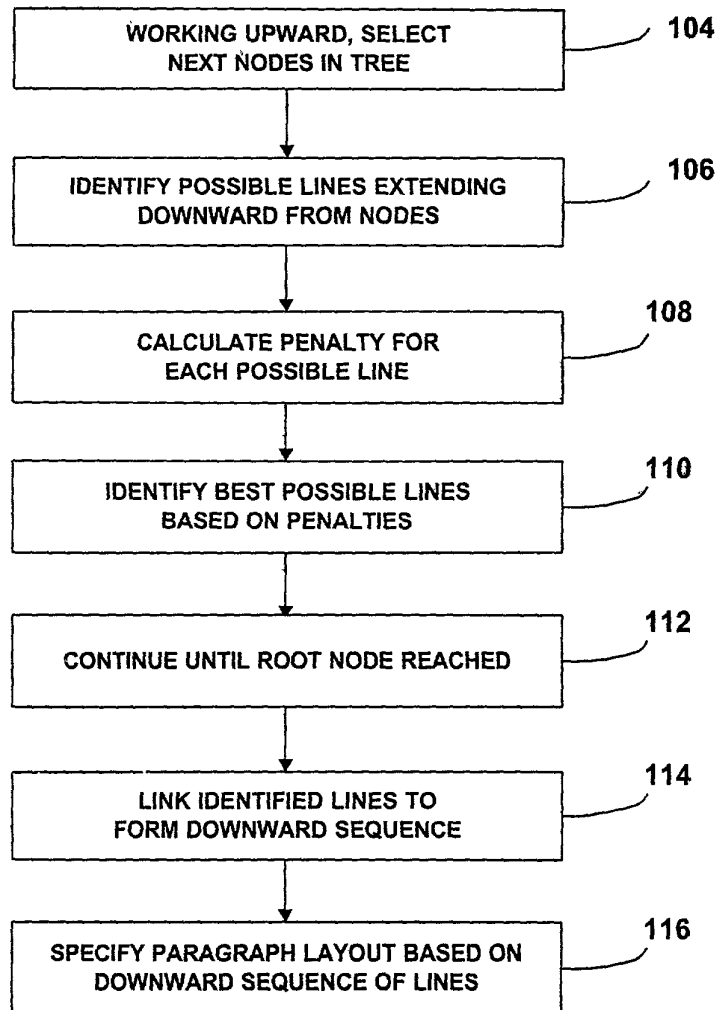 104
WORKING UPWARD, SELECT
NEXT NODES IN TREE
106
IDENTIFY POSSIBLE LINES EXTENDING
DOWNWARD FROM NODES
108
CALCULATE PENALTY FOR
EACH POSSIBLE LINE
110
IDENTIFY BEST POSSIBLE LINES
BASED ON PENALTIES
112
CONTINUE UNTIL ROOT NODE REACHED
114
LINK IDENTIFIED LINES TO
FORM DOWNWARD SEQUENCE
116
SPECIFY PARAGRAPH LAYOUT BASED ON
DOWNWARD SEQUENCE OF LINES